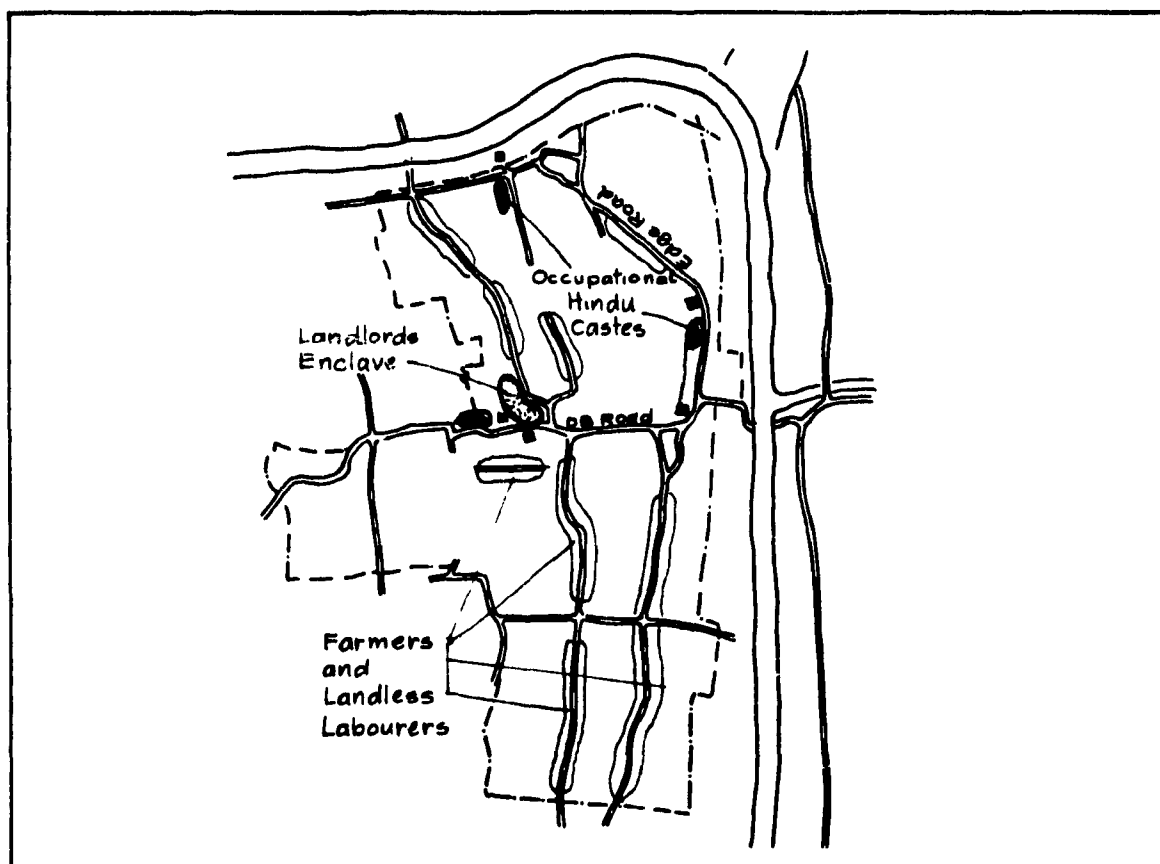 Edge Road
Occupational
Hindu
Castes
Landlords
Enclave
DB ROAD
Farmers
and
Landless
Labourers